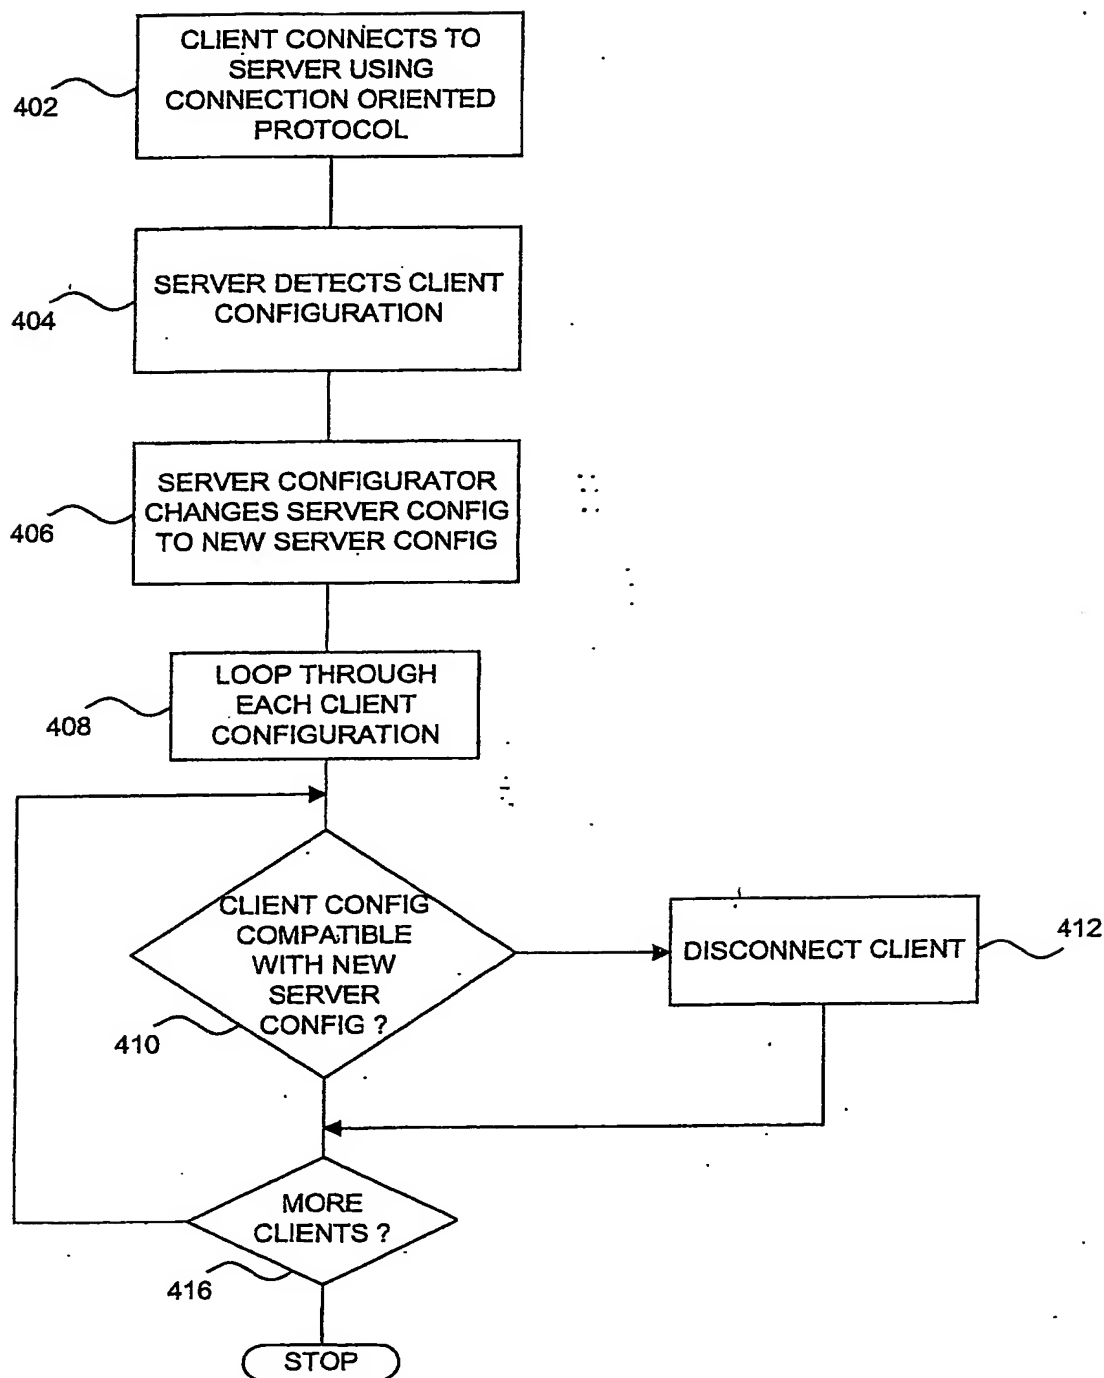 CLIENT CONNECTS TO
SERVER USING
CONNECTION ORIENTED
PROTOCOL
402
SERVER DETECTS CLIENT
CONFIGURATION
404
SERVER CONFIGURATOR
CHANGES SERVER CONFIG
TO NEW SERVER CONFIG
406
LOOP THROUGH
EACH CLIENT
CONFIGURATION
408
CLIENT CONFIG
COMPATIBLE
WITH NEW
SERVER
CONFIG ?
410
DISCONNECT CLIENT
412
MORE
CLIENTS ?
416
STOP